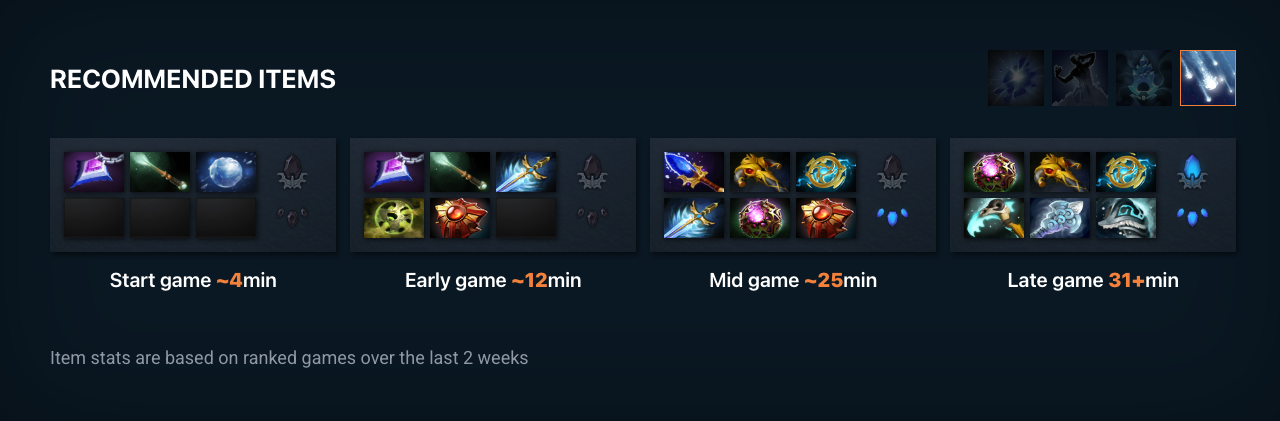 RECOMMENDED ITEMS
Start game ~4min
Early game ~12min
Mid game ~25min
Late game 31+min
Item stats are based on ranked games over the last 2 weeks